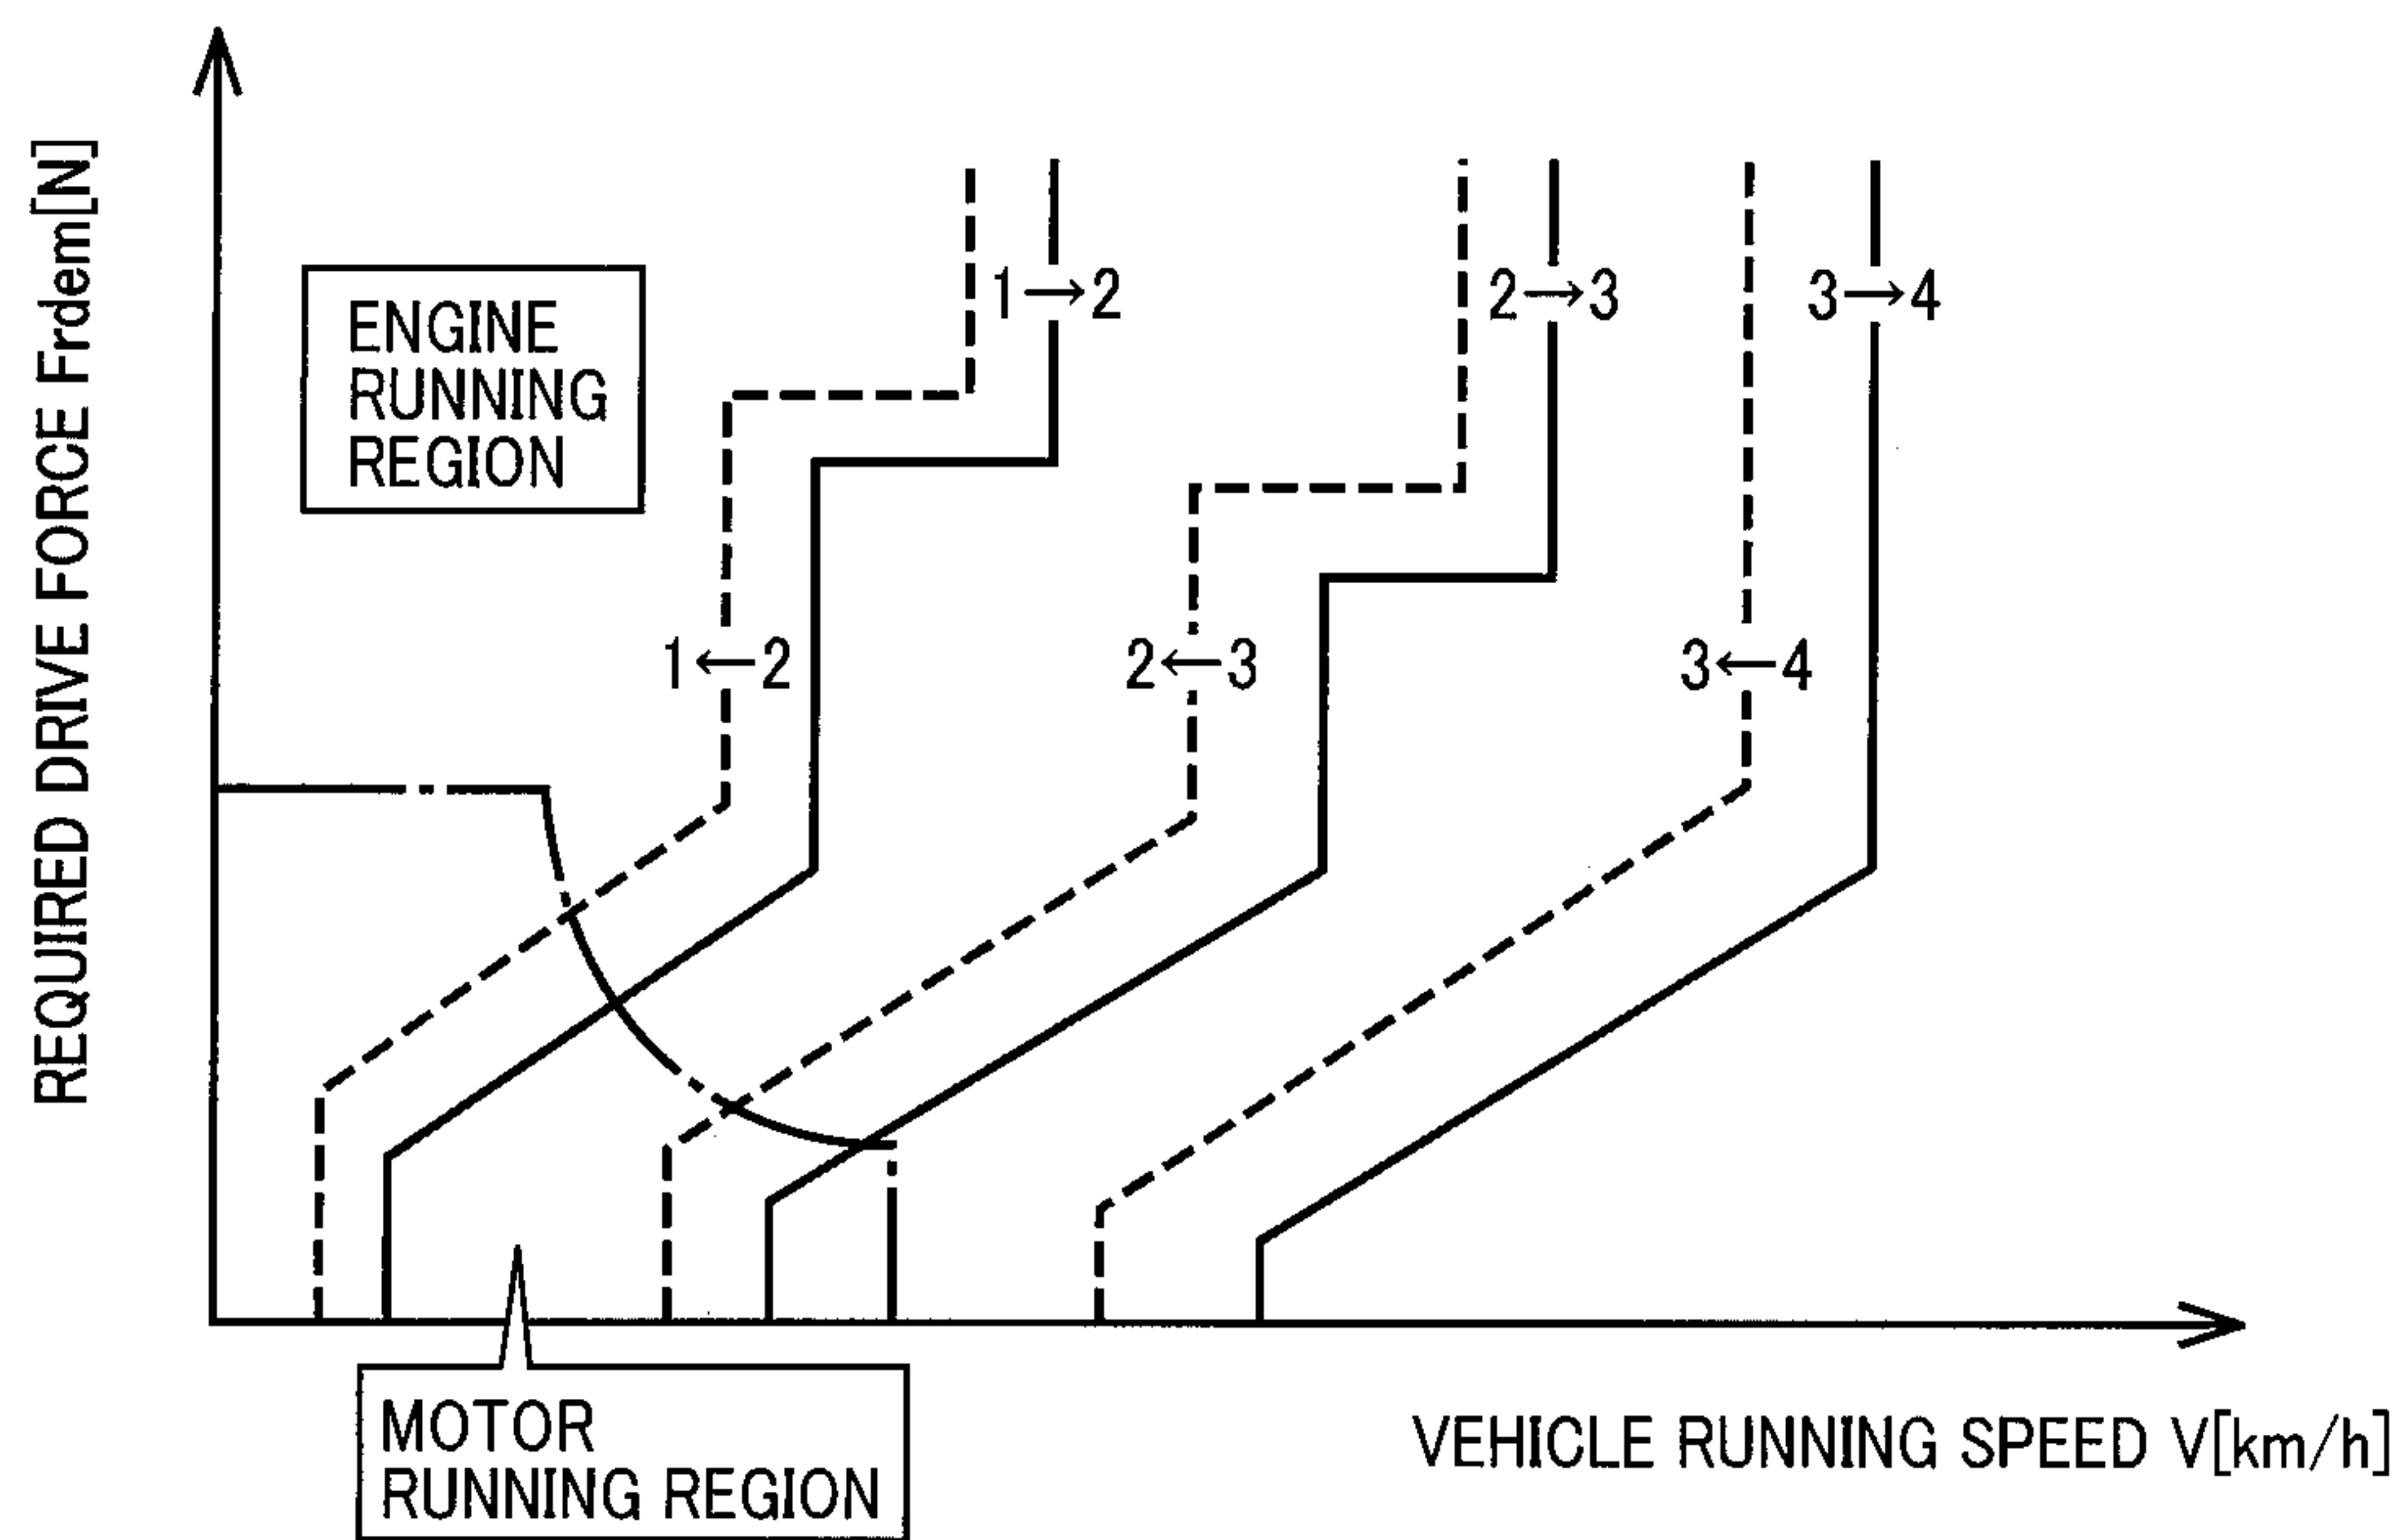 REQUIRED DRIVE FORCE Frdem[N]
ENGINE
RUNNING
REGION
1→2
2→3
3→4
1←2
2←3
3←4
MOTOR
RUNNING REGION
VEHICLE RUNNING SPEED V[km/h]